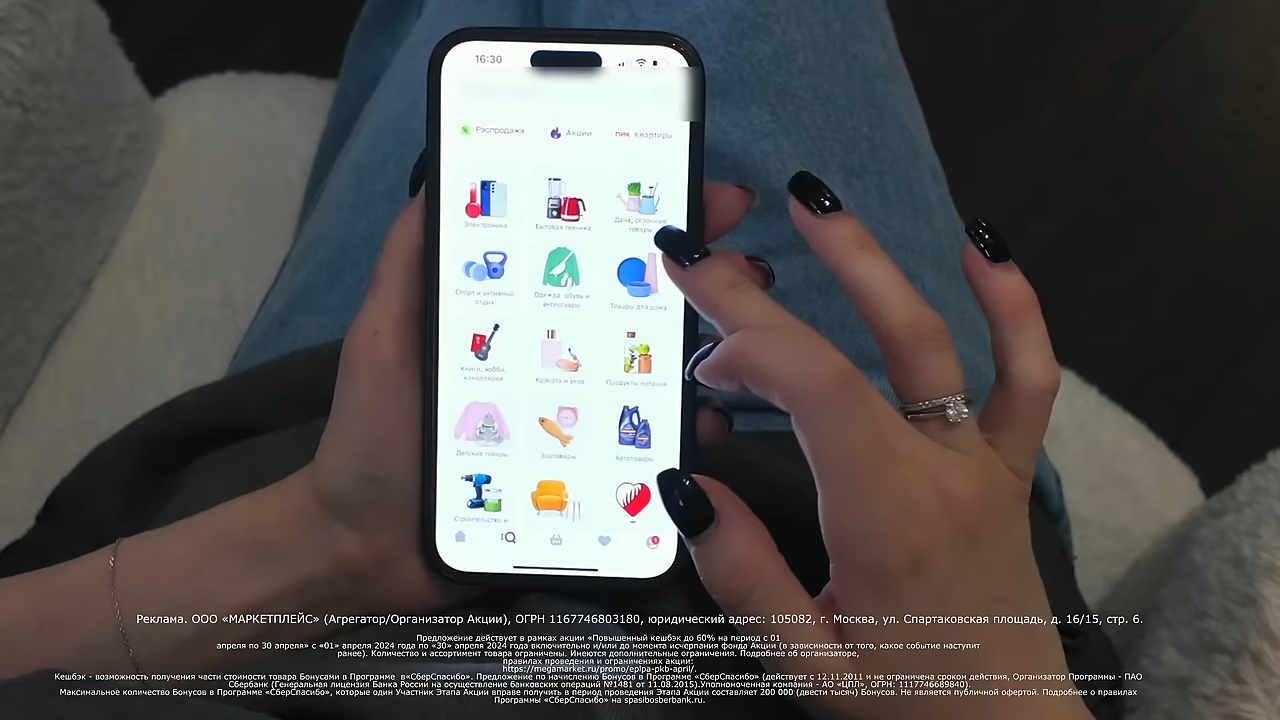 16:30
Распродажа
Акции
ПИК Квартиры
Электроника
Бытовая техника
Дача, сезонные
товары
Спорт и активный
отдых
Одежда, обувь и
аксессуары
Товары для дома
Книги, хобби,
канцелярия
Красота и уход
Продукты питания
Детские товары
Зоотовары
Автотовары
Строительство и
Реклама. ООО «МАРКЕТПЛЕЙС» (Агрегатор/Организатор Акции), ОГРН 1167746803180, юридический адрес: 105082, г. Москва, ул. Спартаковская площадь, д. 16/15, стр. 6.
Предложение действует в рамках акции «Повышенный кешбэк до 60% на период с 01
апреля по 30 апреля» с «01» апреля 2024 года по «30» апреля 2024 года включительно и/или до момента исчерпания фонда Акции (в зависимости от того, какое событие наступит
ранее). Количество и ассортимент товара ограничены. Имеются дополнительные ограничения. Подробнее об организаторе,
правилах проведения и ограничениях акции:
https://megamarket.ru/promo/eplpa-pkb-april/.
Кешбэк - возможность получения части стоимости товара Бонусами в Программе «СберСпасибо». Предложение по начислению Бонусов в Программе «СберСпасибо» (действует с 12.11.2011 и не ограничена сроком действия, Организатор Программы - ПАО
Сбербанк (Генеральная лицензия Банка России на осуществление банковских операций №1481 от 11.08.2015).Уполномоченная компания - АО «ЦПЛ», ОГРН: 1117746689840).
Максимальное количество Бонусов в Программе «СберСпасибо», которые один Участник Этапа Акции вправе получить в период проведения Этапа Акции составляет 200 000 (двести тысяч) Бонусов. Не является публичной офертой. Подробнее о правилах
Программы «СберСпасибо» на spasibosberbank.ru.